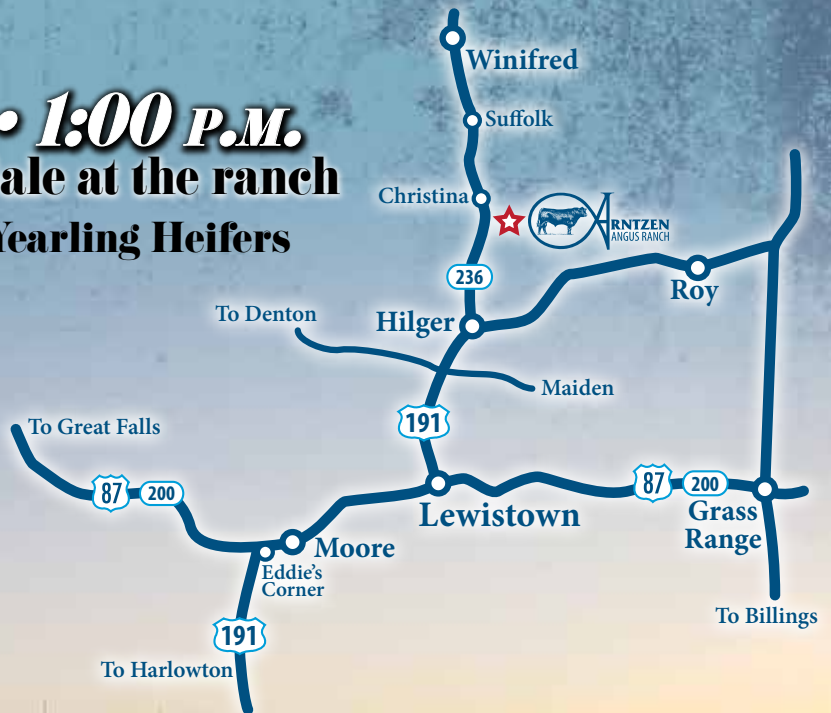 Winifred
• 1:00 P.M.
Suffolk
ale at the ranch
Christina
ARNTZEN
ANGUS RANCH
Yearling Heifers
236
Roy
To Denton
Hilger
Maiden
191
To Great Falls
87 200
87 200
Lewistown
Grass
Range
Moore
Eddie's
Corner
To Billings
191
To Harlowton